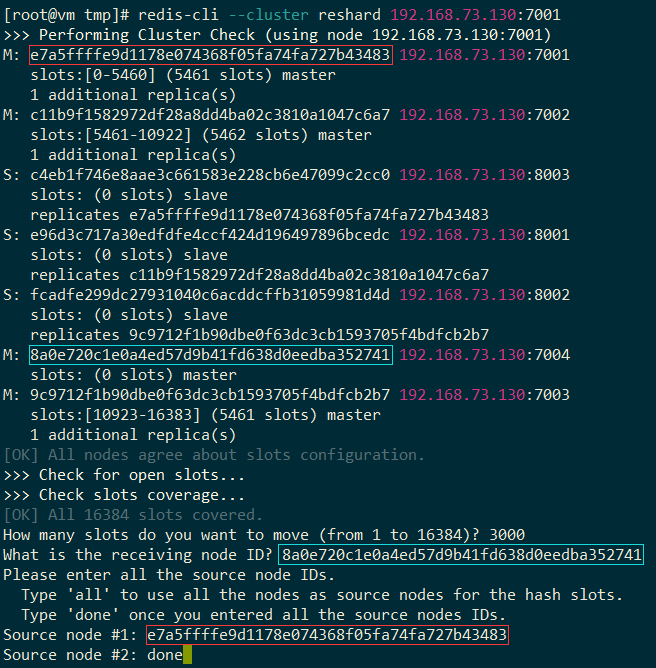 [root@vm tmp]# redis-cli --cluster reshard 192.168.73.130:7001
>>> Performing Cluster Check (using node 192.168.73.130:7001)
M: e7a5ffffe9d1178e074368f05fa74fa727b43483 192.168.73.130:7001
   slots:[0-5460] (5461 slots) master
   1 additional replica(s)
M: c11b9f1582972df28a8dd4ba02c3810a1047c6a7 192.168.73.130:7002
   slots:[5461-10922] (5462 slots) master
   1 additional replica(s)
S: c4eb1f746e8aae3c661583e228cb6e47099c2cc0 192.168.73.130:8003
   slots: (0 slots) slave
   replicates e7a5ffffe9d1178e074368f05fa74fa727b43483
S: e96d3c717a30edfdfe4ccf424d196497896bcedc 192.168.73.130:8001
   slots: (0 slots) slave
   replicates c11b9f1582972df28a8dd4ba02c3810a1047c6a7
S: fcadfe299dc27931040c6acddcffb31059981d4d 192.168.73.130:8002
   slots: (0 slots) slave
   replicates 9c9712f1b90dbe0f63dc3cb1593705f4bdfcb2b7
M: 8a0e720c1e0a4ed57d9b41fd638d0eedba352741 192.168.73.130:7004
   slots: (0 slots) master
M: 9c9712f1b90dbe0f63dc3cb1593705f4bdfcb2b7 192.168.73.130:7003
   slots:[10923-16383] (5461 slots) master
   1 additional replica(s)
[OK] All nodes agree about slots configuration.
>>> Check for open slots...
>>> Check slots coverage...
[OK] All 16384 slots covered.
How many slots do you want to move (from 1 to 16384)? 3000
What is the receiving node ID? 8a0e720c1e0a4ed57d9b41fd638d0eedba352741
Please enter all the source node IDs.
  Type 'all' to use all the nodes as source nodes for the hash slots.
  Type 'done' once you entered all the source nodes IDs.
Source node #1: e7a5ffffe9d1178e074368f05fa74fa727b43483
Source node #2: done